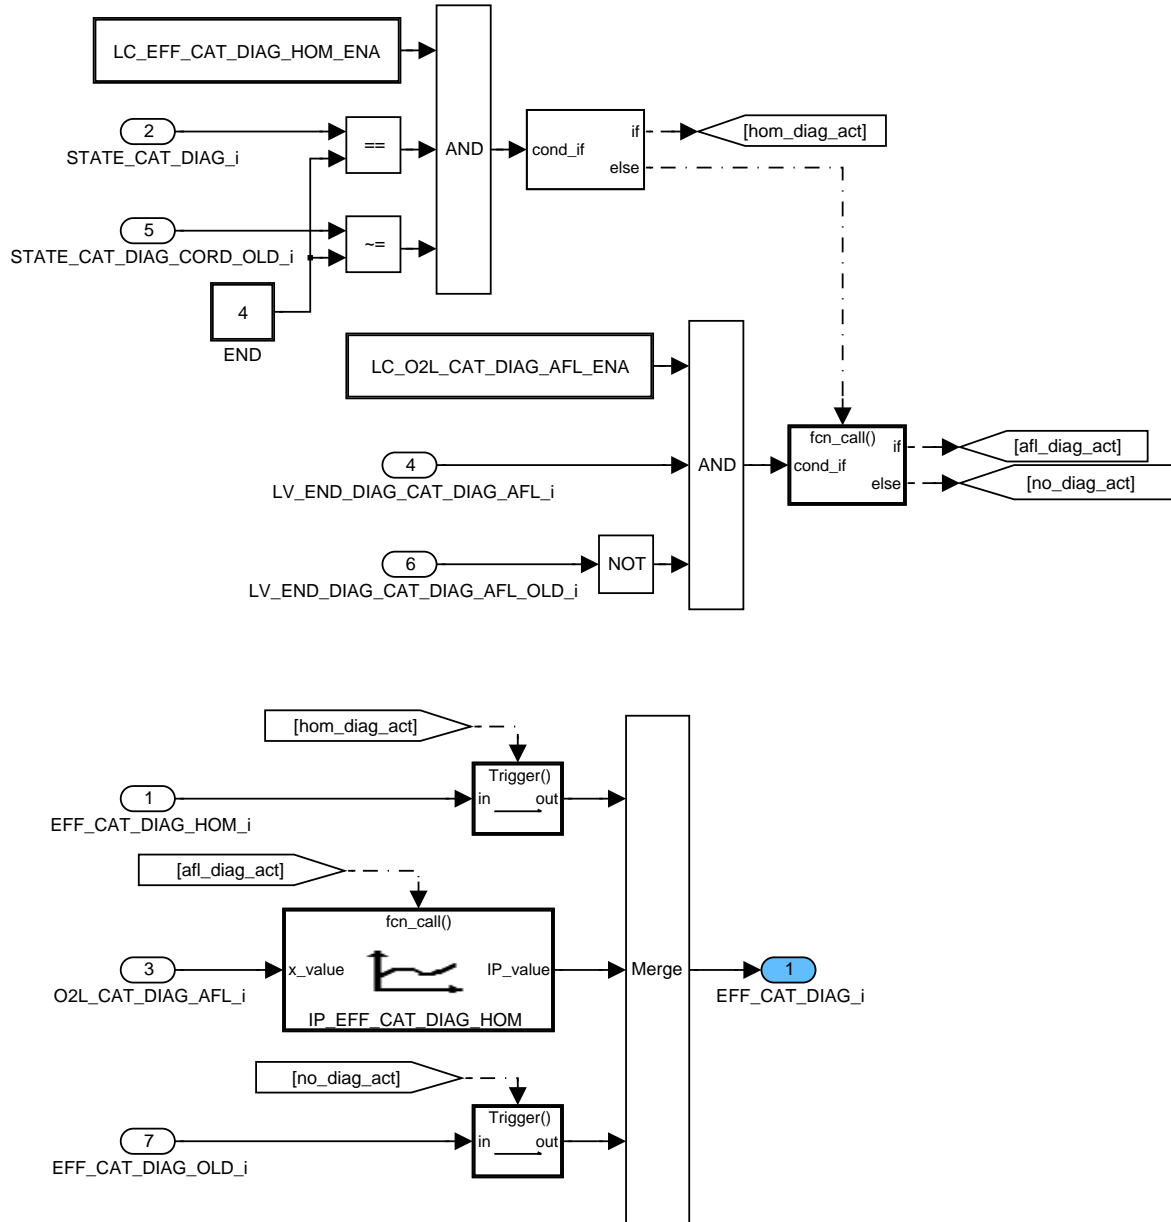 LC_EFF_CAT_DIAG_HOM_ENA
2
STATE_CAT_DIAG_i
==
AND
cond_if
if
else
[hom_diag_act]
5
STATE_CAT_DIAG_CORD_OLD_i
~=
4
END
LC_O2L_CAT_DIAG_AFL_ENA
4
LV_END_DIAG_CAT_DIAG_AFL_i
AND
fcn_call()
cond_if
if
else
[afl_diag_act]
[no_diag_act]
6
LV_END_DIAG_CAT_DIAG_AFL_OLD_i
NOT
[hom_diag_act]
1
EFF_CAT_DIAG_HOM_i
Trigger()
in
out
[afl_diag_act]
3
O2L_CAT_DIAG_AFL_i
fcn_call()
x_value
IP_value
IP_EFF_CAT_DIAG_HOM
Merge
1
EFF_CAT_DIAG_i
[no_diag_act]
7
EFF_CAT_DIAG_OLD_i
Trigger()
in
out